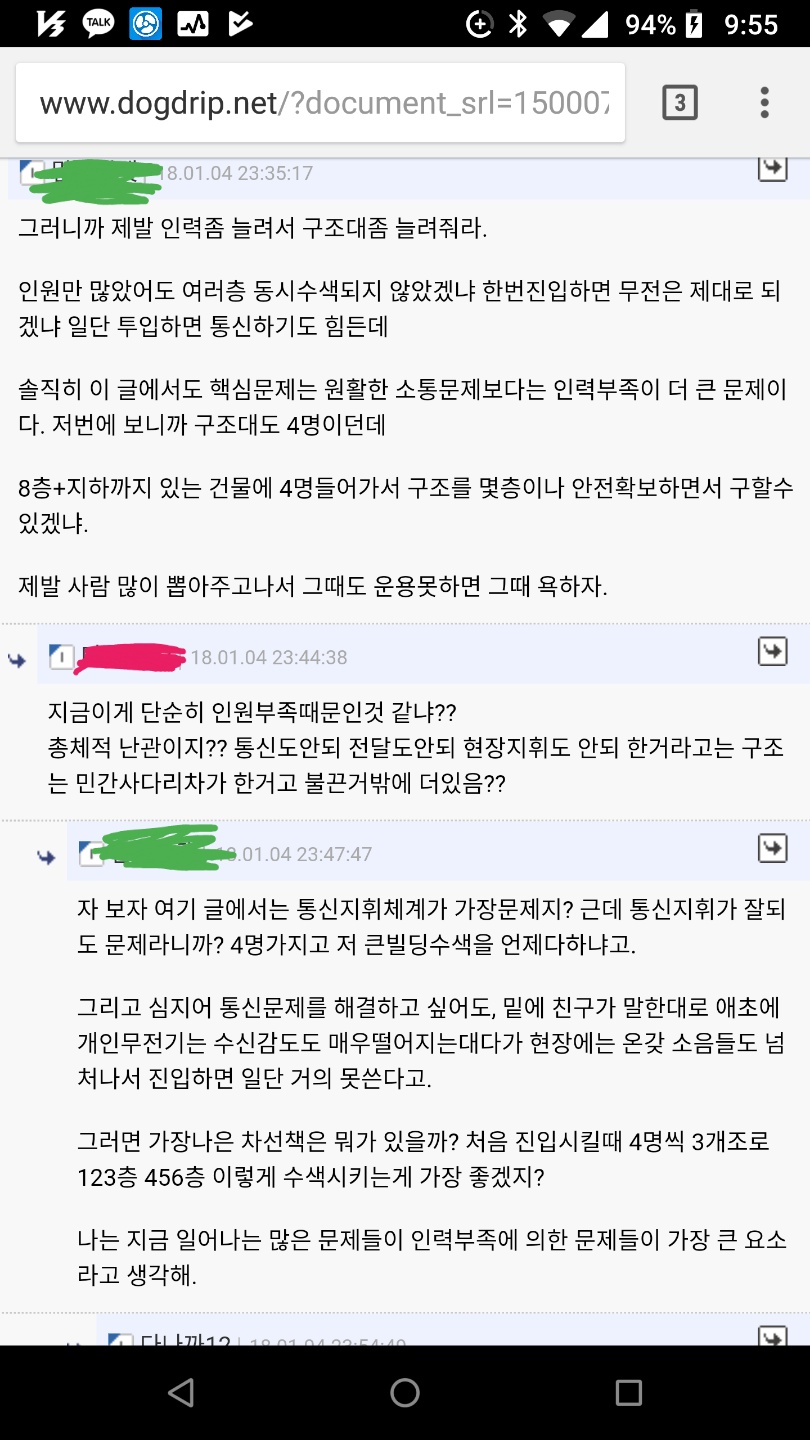 TALK
94%
9:55
www.dogdrip.net/?document_srl=150007
3
18.01.04 23:35:17
그러니까 제발 인력좀 늘려서 구조대좀 늘려줘라.
인원만 많았어도 여러층 동시수색되지 않았겠냐 한번진입하면 무전은 제대로 되
겠냐 일단 투입하면 통신하기도 힘든데
솔직히 이 글에서도 핵심문제는 원활한 소통문제보다는 인력부족이 더 큰 문제이
다. 저번에 보니까 구조대도 4명이던데
8층+지하까지 있는 건물에 4명들어가서 구조를 몇층이나 안전확보하면서 구할수
있겠냐.
제발 사람 많이 뽑아주고나서 그때도 운용못하면 그때 욕하자.
18.01.04 23:44:38
지금이게 단순히 인원부족때문인것 같냐??
총체적 난관이지?? 통신도안되 전달도안되 현장지휘도 안되 한거라고는 구조
는 민간사다리차가 한거고 불끈거밖에 더있음??
.01.04 23:47:47
자 보자 여기 글에서는 통신지휘체계가 가장문제지? 근데 통신지휘가 잘되
도 문제라니까? 4명가지고 저 큰빌딩수색을 언제다하냐고.
그리고 심지어 통신문제를 해결하고 싶어도, 밑에 친구가 말한대로 애초에
개인무전기는 수신감도도 매우떨어지는대다가 현장에는 온갖 소음들도 넘
처나서 진입하면 일단 거의 못쓴다고.
그러면 가장나은 차선책은 뭐가 있을까? 처음 진입시킬때 4명씩 3개조로
123층 456층 이렇게 수색시키는게 가장 좋겠지?
나는 지금 일어나는 많은 문제들이 인력부족에 의한 문제들이 가장 큰 요소
라고 생각해.
다나까12 | 18.01.04 23:54:40